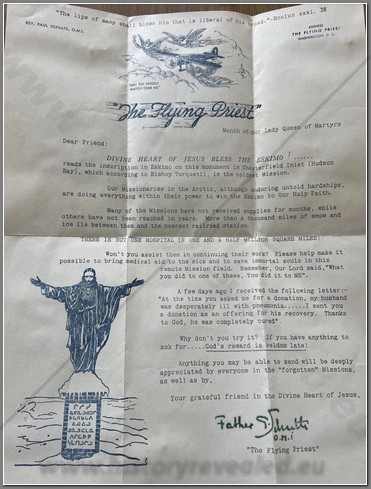 "The lips of many shall bless him that is liberal of his bread."-Ecclus xxxi. 28
REV. PAUL SCHULTE, O.M.I.
ADDRESS
THE FLYING PRIEST
WASHINGTON, D. C.
"MAY THE ANGELS
WATCH OVER ME"
"The Flying Priest"
Month of our Lady Queen of Martyrs
Dear Friend:
DIVINE HEART OF JESUS BLESS THE ESKIMO ! ......
reads the inscription in Eskimo on this monument in Chesterfield Inlet (Hudson
Bay), which according to Bishop Turquetil, is the coldest Mission.
Our Missionaries in the Arctic, although enduring untold hardships,
are doing everything within their power to win the Eskimo to Our Holy Faith.
Many of the Missions have not received supplies for months, while
others have not been reached in years. More than a thousand miles of snow and
ice lie between them and the nearest railroad station.
THERE IS BUT ONE HOSPITAL IN ONE AND A HALF MILLION SQUARE MILES!
Won't you assist them in continuing their work? Please help make it
possible to bring medical aid to the sick and to save immortal souls in this
remote Mission field. Remember, Our Lord said, "What
you did to one of these, You did it to ME".
A few days ago I received the following letter:-
"At the time you asked me for a donation, my husband
was desperately ill with pneumonia......I sent you
a donation as an offering for his recovery. Thanks
to God, he was completely cured".
Why don't you try it? If you have anything
to ask for.....God's reward is seldom late!
Anything you may be able to send will be deeply
appreciated by everyone in the "forgotten" Missions,
as well as by,
Your grateful friend in the Divine Heart of Jesus,
Father P Schulte
O.M.I
"The Flying Priest"